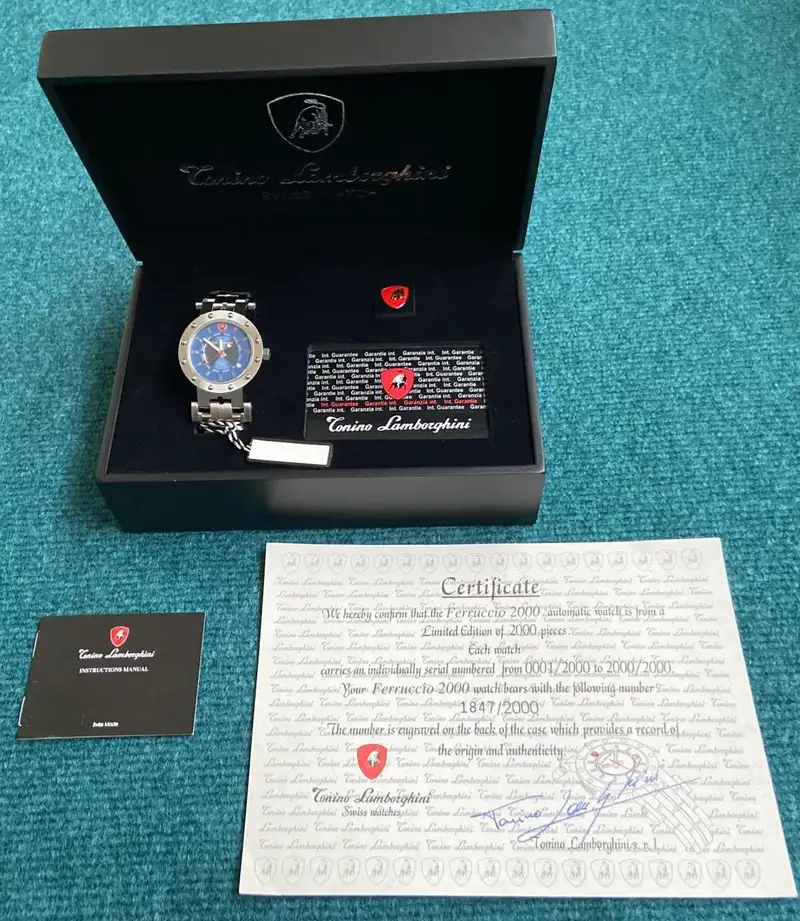 Tonino Lamborghini
SWISS WATCH
Int. Guarantee Garantie int. Garanzia int. Garantie
Tonino Lamborghini
Tonino Lamborghini
INSTRUCTIONS MANUAL
Swiss Made
Certificate
We hereby confirm that the Ferruccio 2000 automatic watch is from a
Limited Edition of 2000 pieces
Each watch
carries an individually serial numbered from 0001/2000 to 2000/2000.
Your Ferruccio 2000 watch bears with the following number
1847/2000
The number is engraved on the back of the case which provides a record of
the origin and authenticity.
Tonino Lamborghini
Swiss watches
Tonino Lamborghini
Tonino Lamborghini s. r. l.